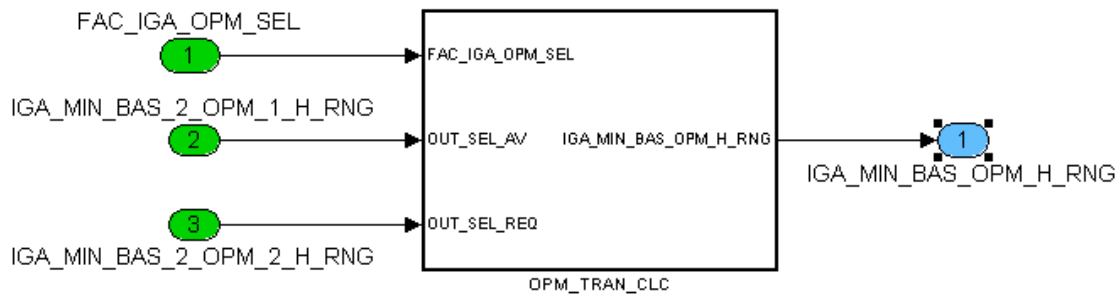 FAC_IGA_OPM_SEL
1
FAC_IGA_OPM_SEL
IGA_MIN_BAS_2_OPM_1_H_RNG
2
OUT_SEL_AV
IGA_MIN_BAS_OPM_H_RNG
1
IGA_MIN_BAS_OPM_H_RNG
3
OUT_SEL_REQ
IGA_MIN_BAS_2_OPM_2_H_RNG
OPM_TRAN_CLC